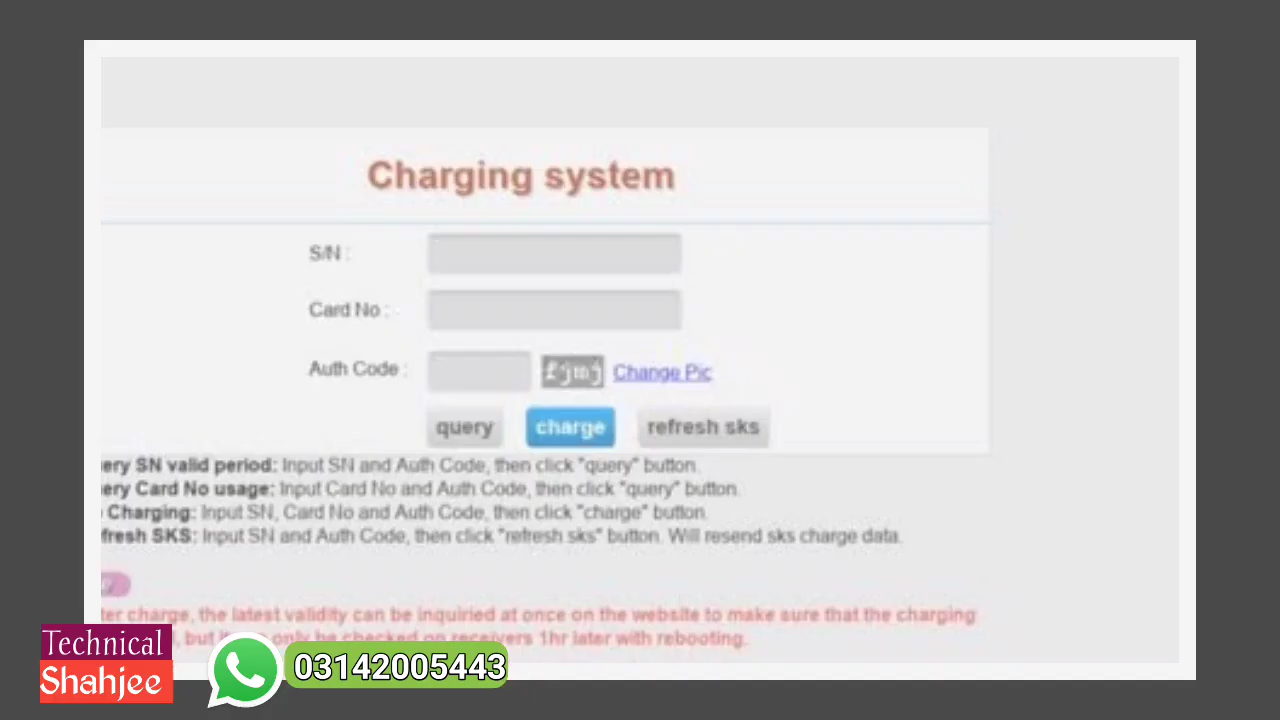 Charging system
S/N :
Card No :
Auth Code : fjmj Change Pic
query charge refresh sks
ery SN valid period: Input SN and Auth Code, then click "query" button.
ery Card No usage: Input Card No and Auth Code, then click "query" button.
Charging: Input SN, Card No and Auth Code, then click "charge" button.
fresh SKS: Input SN and Auth Code, then click "refresh sks" button. Will resend sks charge data.
ter charge, the latest validity can be inquiried at once on the website to make sure that the charging
, but only be checked on receivers 1hr later with rebooting.
Technical
Shahjee
03142005443